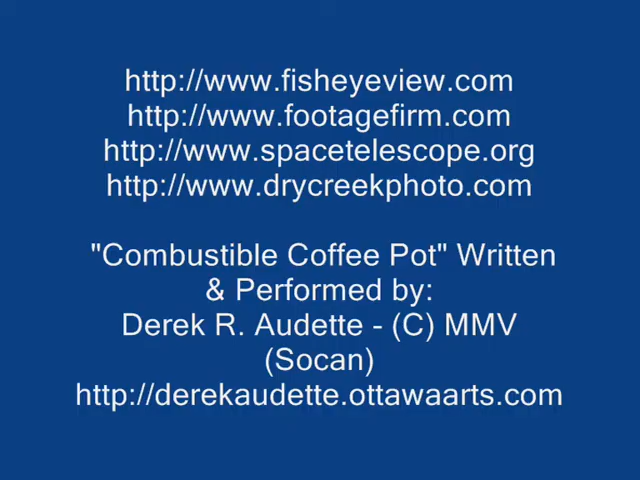 http://www.fisheyeview.com
http://www.footagefirm.com
http://www.spacetelescope.org
http://www.drycreekphoto.com
"Combustible Coffee Pot" Written
& Performed by:
Derek R. Audette - (C) MMV
(Socan)
http://derekaudette.ottawaarts.com